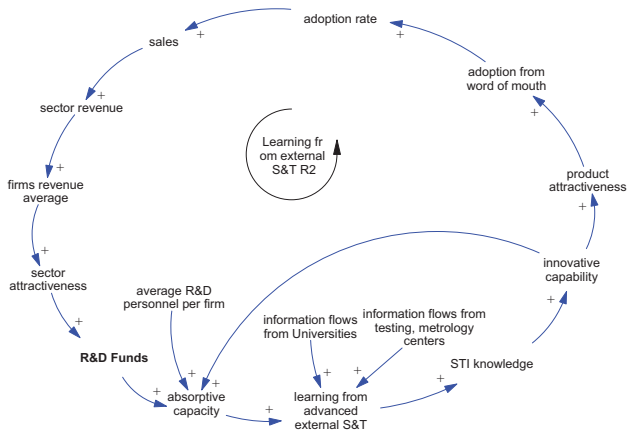 adoption rate
+
+
sales
adoption from
word of mouth
+
sector revenue
+
Learning fr
om external
S&T R2
+
firms revenue
average
product
attractiveness
+
+
sector
attractiveness
innovative
capability
average R&D
personnel per firm
+
information flows
from Universities
information flows from
testing, metrology
centers
+
R&D Funds
STI knowledge
+
+
+
+
+
+
absorptive
capacity
+
learning from
advanced
external S&T